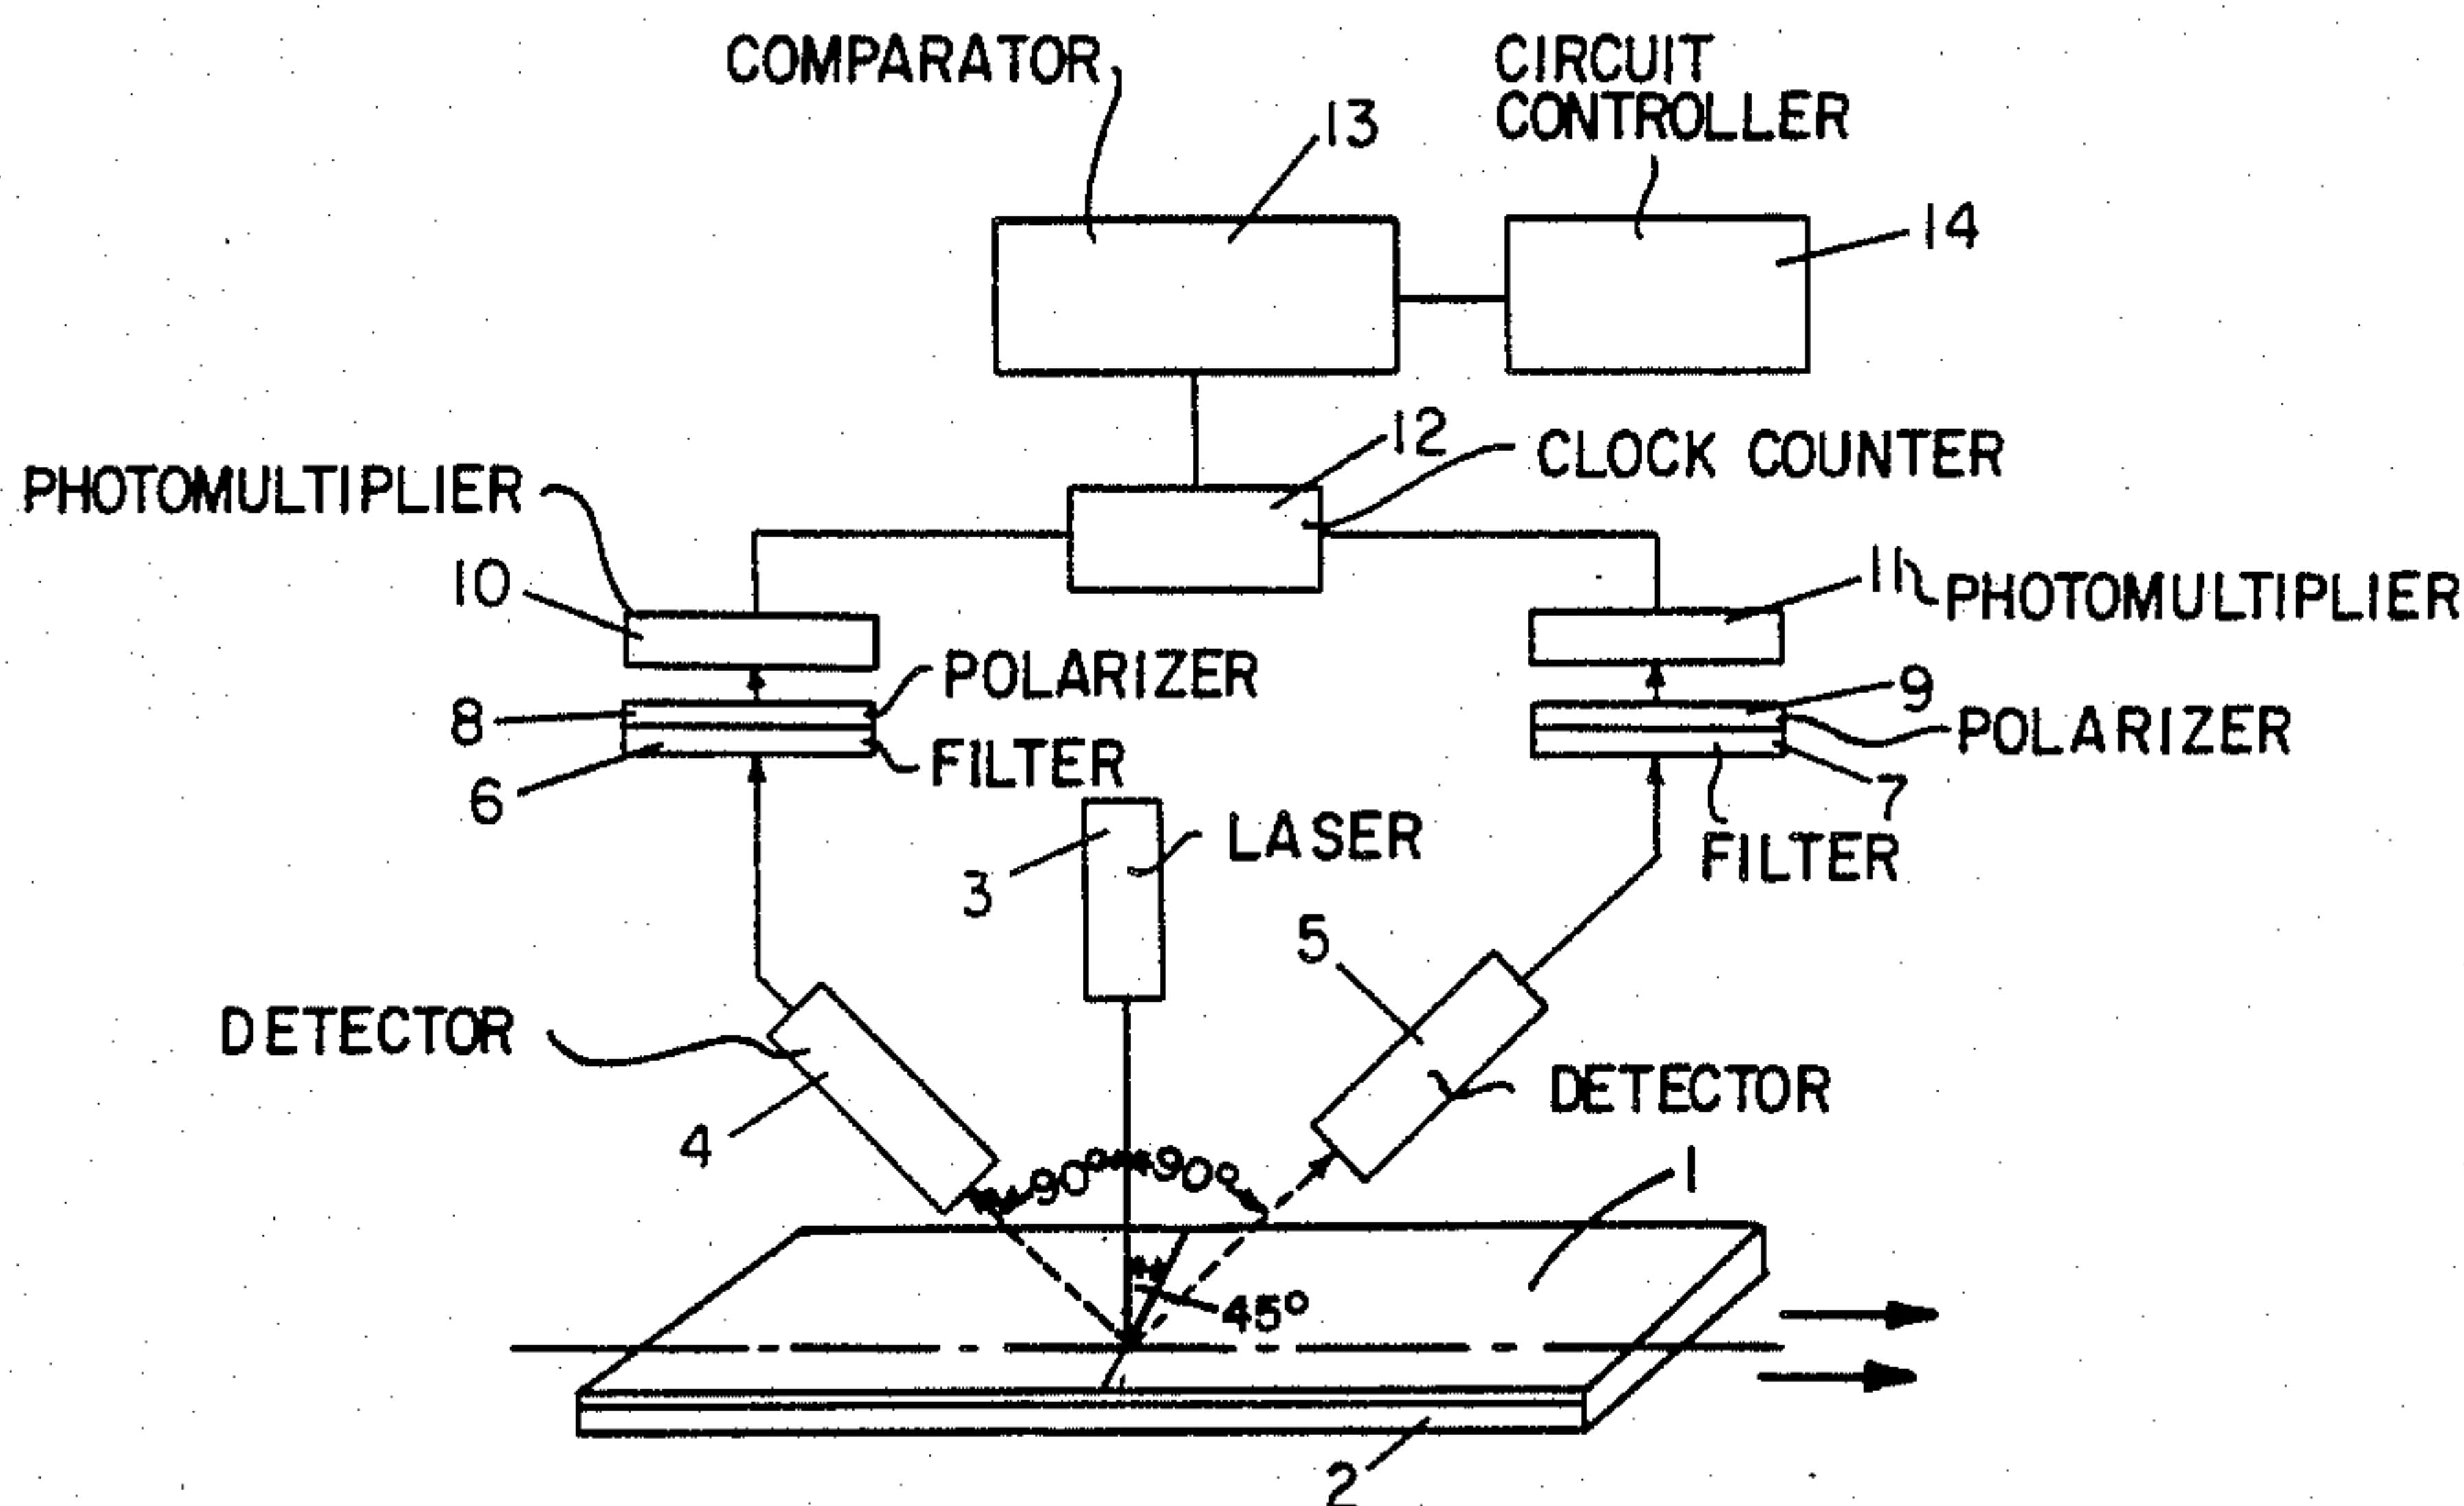 COMPARATOR
CIRCUIT
CONTROLLER
13
14
12
CLOCK COUNTER
PHOTOMULTIPLIER
10
11
PHOTOMULTIPLIER
POLARIZER
8
9
POLARIZER
FILTER
6
7
FILTER
LASER
3
5
DETECTOR
DETECTOR
4
90°
90°
1
45°
2